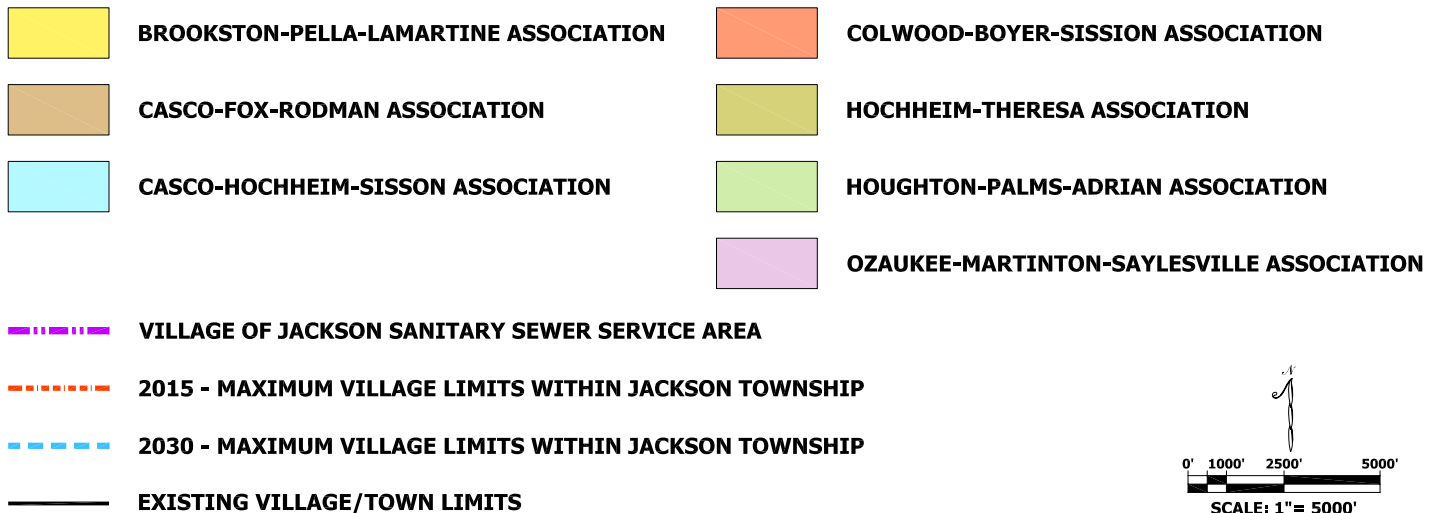 BROOKSTON-PELLA-LAMARTINE ASSOCIATION
CASCO-FOX-RODMAN ASSOCIATION
CASCO-HOCHHEIM-SISSON ASSOCIATION
COLWOOD-BOYER-SISSION ASSOCIATION
HOCHHEIM-THERESA ASSOCIATION
HOUGHTON-PALMS-ADRIAN ASSOCIATION
OZAUKEE-MARTINTON-SAYLESVILLE ASSOCIATION
VILLAGE OF JACKSON SANITARY SEWER SERVICE AREA
2015 - MAXIMUM VILLAGE LIMITS WITHIN JACKSON TOWNSHIP
2030 - MAXIMUM VILLAGE LIMITS WITHIN JACKSON TOWNSHIP
EXISTING VILLAGE/TOWN LIMITS
N
0' 1000' 2500' 5000'
SCALE: 1"= 5000'